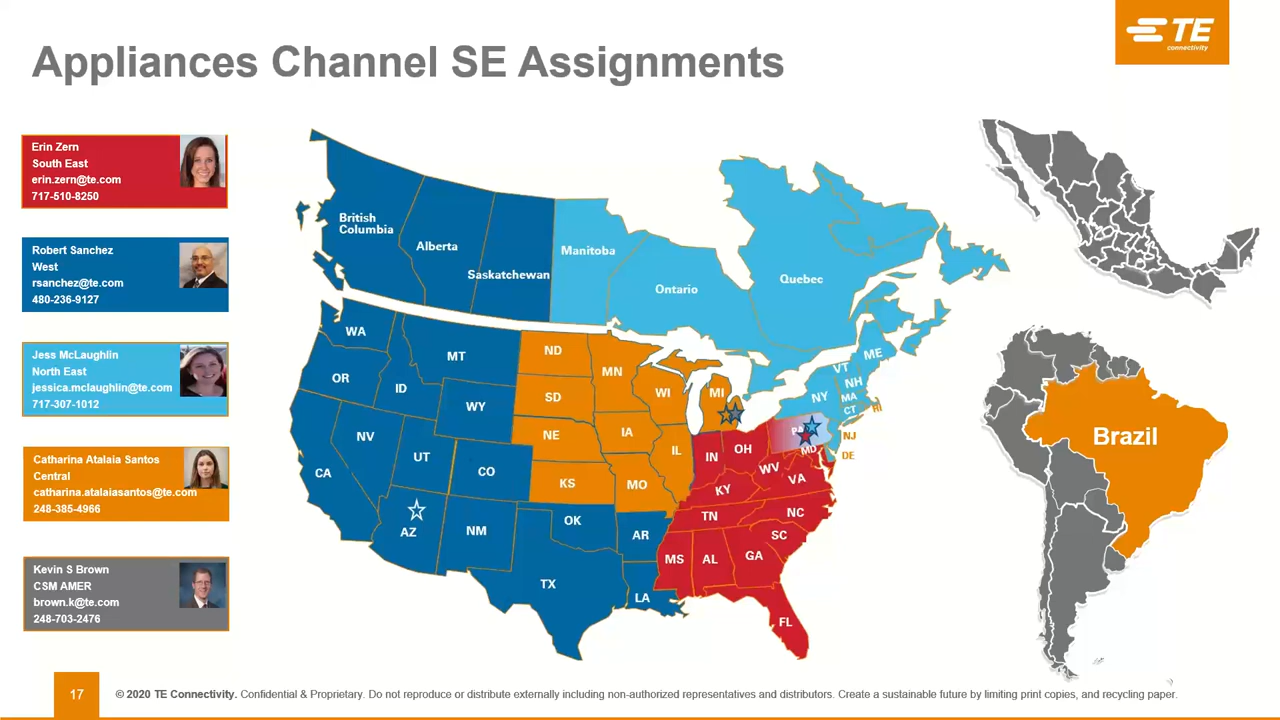 TE
connectivity
Appliances Channel SE Assignments
Erin Zern
South East
erin.zern@te.com
717-510-8250
Robert Sanchez
West
rsanchez@te.com
480-236-9127
Jess McLaughlin
North East
jessica.mclaughlin@te.com
717-307-1012
Catharina Atalaia Santos
Central
catharina.atalaiasantos@te.com
248-385-4966
Kevin S Brown
CSM AMER
brown.k@te.com
248-703-2476
British
Columbia
Alberta
Saskatchewan
Manitoba
Ontario
Quebec
WA
OR
ID
MT
WY
NV
CA
UT
CO
AZ
NM
TX
OK
AR
LA
ND
SD
NE
KS
MN
IA
MO
WI
IL
MI
IN
OH
KY
WV
VA
TN
NC
SC
MS
AL
GA
FL
PA
MD
NY
VT
NH
ME
MA
CT
RI
NJ
DE
Brazil
17
© 2020 TE Connectivity. Confidential & Proprietary. Do not reproduce or distribute externally including non-authorized representatives and distributors. Create a sustainable future by limiting print copies, and recycling paper.